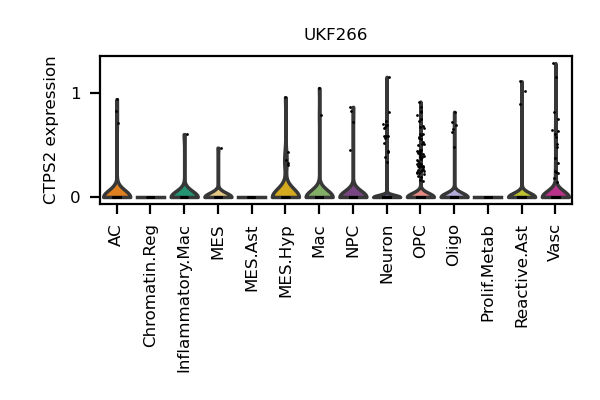 UKF266
CTPS2 expression
1
0
AC
Chromatin.Reg
Inflammatory.Mac
MES
MES.Ast
MES.Hyp
Mac
NPC
Neuron
OPC
Oligo
Prolif.Metab
Reactive.Ast
Vasc